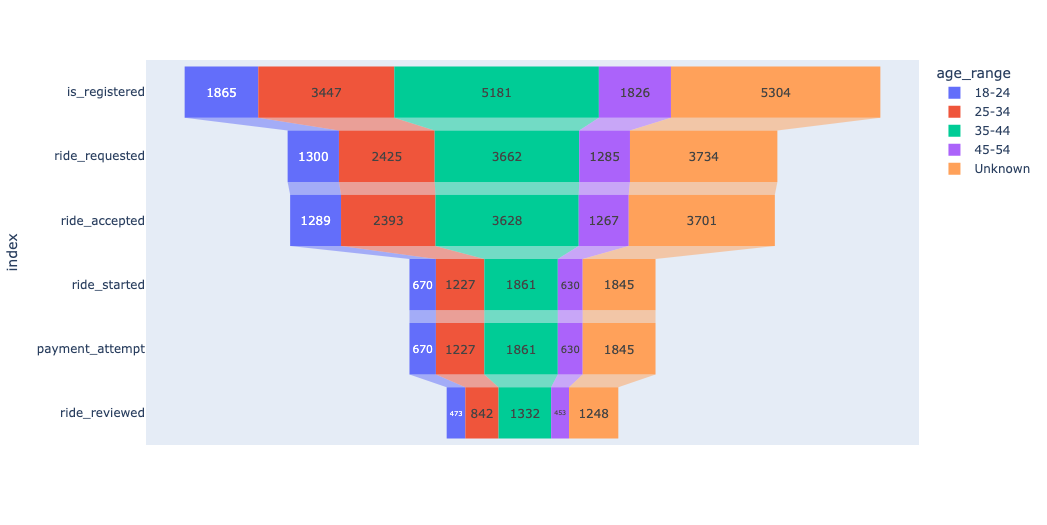 age_range
18-24
25-34
35-44
45-54
Unknown
index
is_registered 1865 3447 5181 1826 5304
ride_requested 1300 2425 3662 1285 3734
ride_accepted 1289 2393 3628 1267 3701
ride_started 670 1227 1861 630 1845
payment_attempt 670 1227 1861 630 1845
ride_reviewed 473 842 1332 453 1248